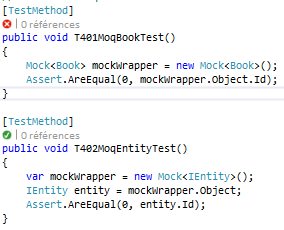 [TestMethod]
| 0 références
public void T401MoqBookTest()
{
Mock<Book> mockWrapper = new Mock<Book>();
Assert.AreEqual(0, mockWrapper.Object.Id);
}
[TestMethod]
| 0 références
public void T402MoqEntityTest()
{
var mockWrapper = new Mock<IEntity>();
IEntity entity = mockWrapper.Object;
Assert.AreEqual(0, entity.Id);
}